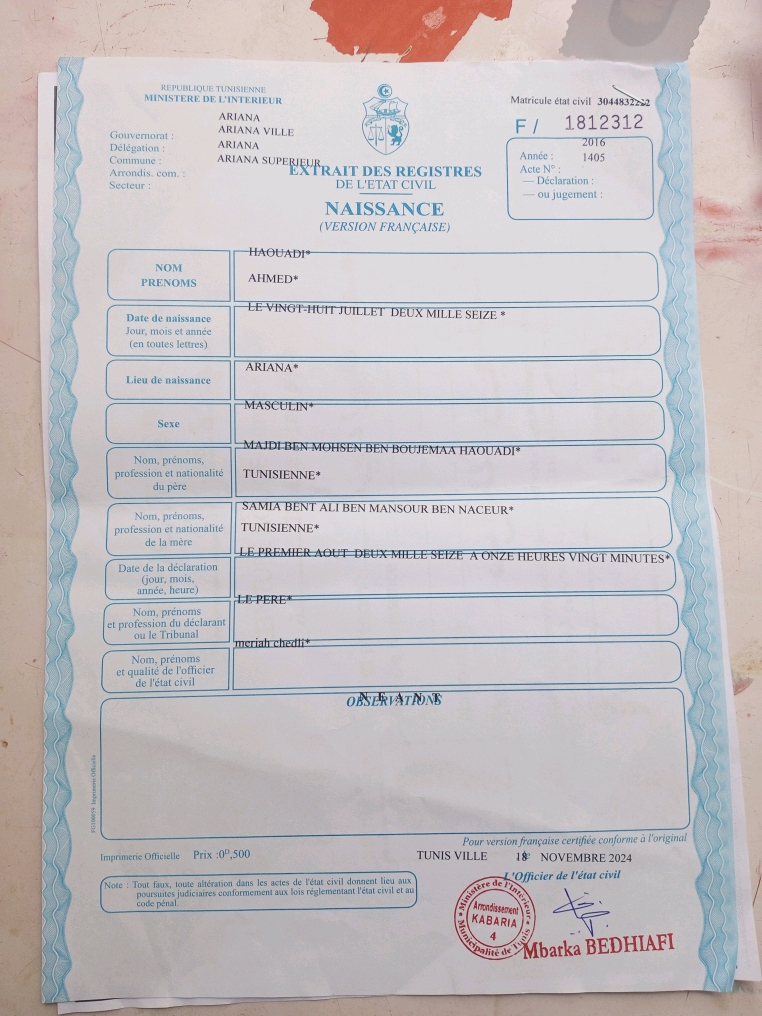 REPUBLIQUE TUNISIENNE
MINISTERE DE L'INTERIEUR
Gouvernorat : ARIANA
Délégation : ARIANA VILLE
Commune : ARIANA
Arrondis. com. : ARIANA SUPERIEUR
Secteur :
Matricule état civil
F / 1812312
2016
Année : 1405
Acte N° :
— Déclaration :
— ou jugement :
EXTRAIT DES REGISTRES
DE L'ETAT CIVIL
NAISSANCE
(VERSION FRANÇAISE)
NOM
PRENOMS
HAOUADI*
AHMED*
Date de naissance
Jour, mois et année
(en toutes lettres)
LE VINGT-HUIT JUILLET DEUX MILLE SEIZE *
Lieu de naissance
ARIANA*
Sexe
MASCULIN*
Nom, prénoms,
profession et nationalité
du père
MAJDI BEN MOHSEN BEN BOUJEMAA HAOUADI*
TUNISIENNE*
Nom, prénoms,
profession et nationalité
de la mère
SAMIA BENT ALI BEN MANSOUR BEN NACEUR*
TUNISIENNE*
Date de la déclaration
(jour, mois,
année, heure)
LE PREMIER AOUT DEUX MILLE SEIZE A ONZE HEURES VINGT MINUTES*
Nom, prénoms
et profession du déclarant
ou le Tribunal
LE PERE*
Nom, prénoms
et qualité de l'officier
de l'état civil
meriah chedli*
N E A N T
OBSERVATIONS
Imprimerie Officielle
Pour version française certifiée conforme à l'original
Imprimerie Officielle Prix :0ᴰ,500
TUNIS VILLE 18 NOVEMBRE 2024
L'Officier de l'état civil
Note : Tout faux, toute altération dans les actes de l'état civil donnent lieu aux
poursuites judiciaires conformement aux lois réglementant l'état civil et au
code pénal.
Ministère de l'Interieur
Arrondissement
KABARIA
4
Municipalité de Tunis
Mbarka BEDHIAFI